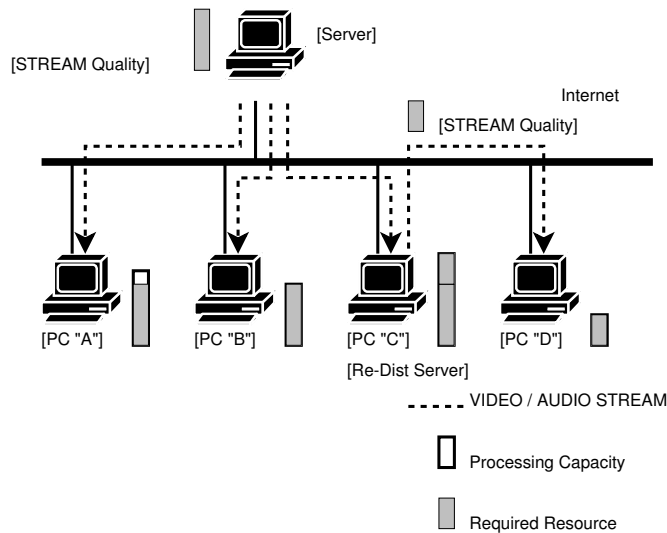 [Server]
[STREAM Quality]
Internet
[STREAM Quality]
[PC "A"]
[PC "B"]
[PC "C"]
[PC "D"]
[Re-Dist Server]
VIDEO / AUDIO STREAM
Processing Capacity
Required Resource